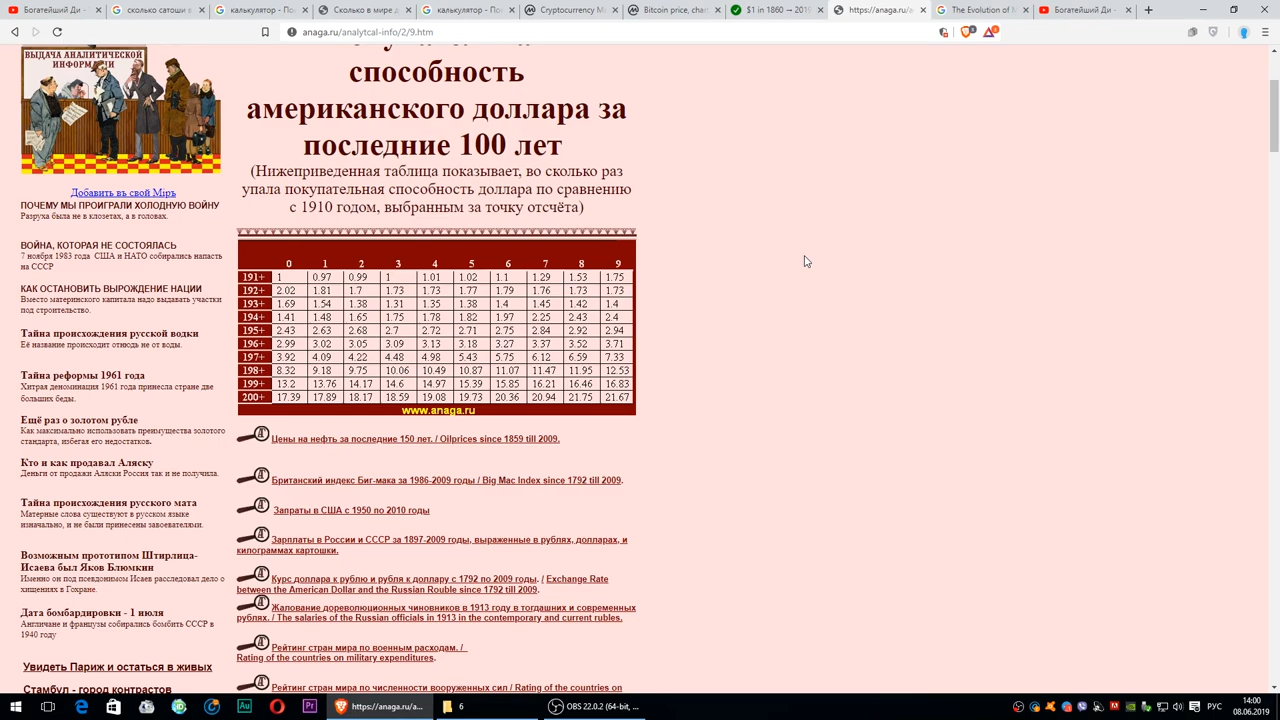 Богатейший Ди -
сколько сатоши в
калькулятор - По
Сколько в мире д
калькулятор - По
Cryptocurrency M
Bitcoin price, char
$1 in 1860 → 2019
https://anaga.ru/a
The Evolution of M
Богатейший Ди -
anaga.ru/analytcal-info/2/9.htm
ВЫДАЧА АНАЛИТИЧЕСКОЙ
ИНФОРМАЦИИ
способность
американского доллара за
последние 100 лет
(Нижеприведенная таблица показывает, во сколько раз
упала покупательная способность доллара по сравнению
с 1910 годом, выбранным за точку отсчёта)
0 1 2 3 4 5 6 7 8 9
191+ 1 0.97 0.99 1 1.01 1.02 1.1 1.29 1.53 1.75
192+ 2.02 1.81 1.7 1.73 1.73 1.77 1.79 1.76 1.73 1.73
193+ 1.69 1.54 1.38 1.31 1.35 1.38 1.4 1.45 1.42 1.4
194+ 1.41 1.48 1.65 1.75 1.78 1.82 1.97 2.25 2.43 2.4
195+ 2.43 2.63 2.68 2.7 2.72 2.71 2.75 2.84 2.92 2.94
196+ 2.99 3.02 3.05 3.09 3.13 3.18 3.27 3.37 3.52 3.71
197+ 3.92 4.09 4.22 4.48 4.98 5.43 5.75 6.12 6.59 7.33
198+ 8.32 9.18 9.75 10.06 10.49 10.87 11.07 11.47 11.95 12.53
199+ 13.2 13.76 14.17 14.6 14.97 15.39 15.85 16.21 16.46 16.83
200+ 17.39 17.89 18.17 18.59 19.08 19.73 20.36 20.94 21.75 21.67
www.anaga.ru
Добавить въ свой Мiръ
ПОЧЕМУ МЫ ПРОИГРАЛИ ХОЛОДНУЮ ВОЙНУ
Разруха была не в клозетах, а в головах.
ВОЙНА, КОТОРАЯ НЕ СОСТОЯЛАСЬ
7 ноября 1983 года США и НАТО собирались напасть
на СССР
КАК ОСТАНОВИТЬ ВЫРОЖДЕНИЕ НАЦИИ
Вместо материнского капитала надо выдавать участки
под строительство.
Тайна происхождения русской водки
Её название происходит отнюдь не от воды.
Тайна реформы 1961 года
Хитрая деноминация 1961 года принесла стране две
больших беды.
Ещё раз о золотом рубле
Как максимально использовать преимущества золотого
стандарта, избегая его недостатков.
Кто и как продавал Аляску
Деньги от продажи Аляски Россия так и не получила.
Тайна происхождения русского мата
Матерные слова существуют в русском языке
изначально, и не были принесены завоевателями.
Возможным прототипом Штирлица-
Исаева был Яков Блюмкин
Именно он под псевдонимом Исаев расследовал дело о
хищениях в Гохране.
Дата бомбардировки - 1 июля
Англичане и французы собирались бомбить СССР в
1940 году
Увидеть Париж и остаться в живых
Стамбул - город контрастов
Цены на нефть за последние 150 лет. / Oilprices since 1859 till 2009.
Британский индекс Биг-мака за 1986-2009 годы / Big Mac Index since 1792 till 2009.
Запраты в США с 1950 по 2010 годы
Зарплаты в России и СССР за 1897-2009 годы, выраженные в рублях, долларах, и
килограммах картошки.
Курс доллара к рублю и рубля к доллару с 1792 по 2009 годы. / Exchange Rate
between the American Dollar and the Russian Rouble since 1792 till 2009.
Жалование дореволюционных чиновников в 1913 году в тогдашних и современных
рублях. / The salaries of the Russian officials in 1913 in the contemporary and current rubles.
Рейтинг стран мира по военным расходам. /
Rating of the countries on military expenditures.
Рейтинг стран мира по численности вооруженных сил / Rating of the countries on
https://anaga.ru/a...
6
OBS 22.0.2 (64-bit, ...
РУС
14:00
08.06.2019